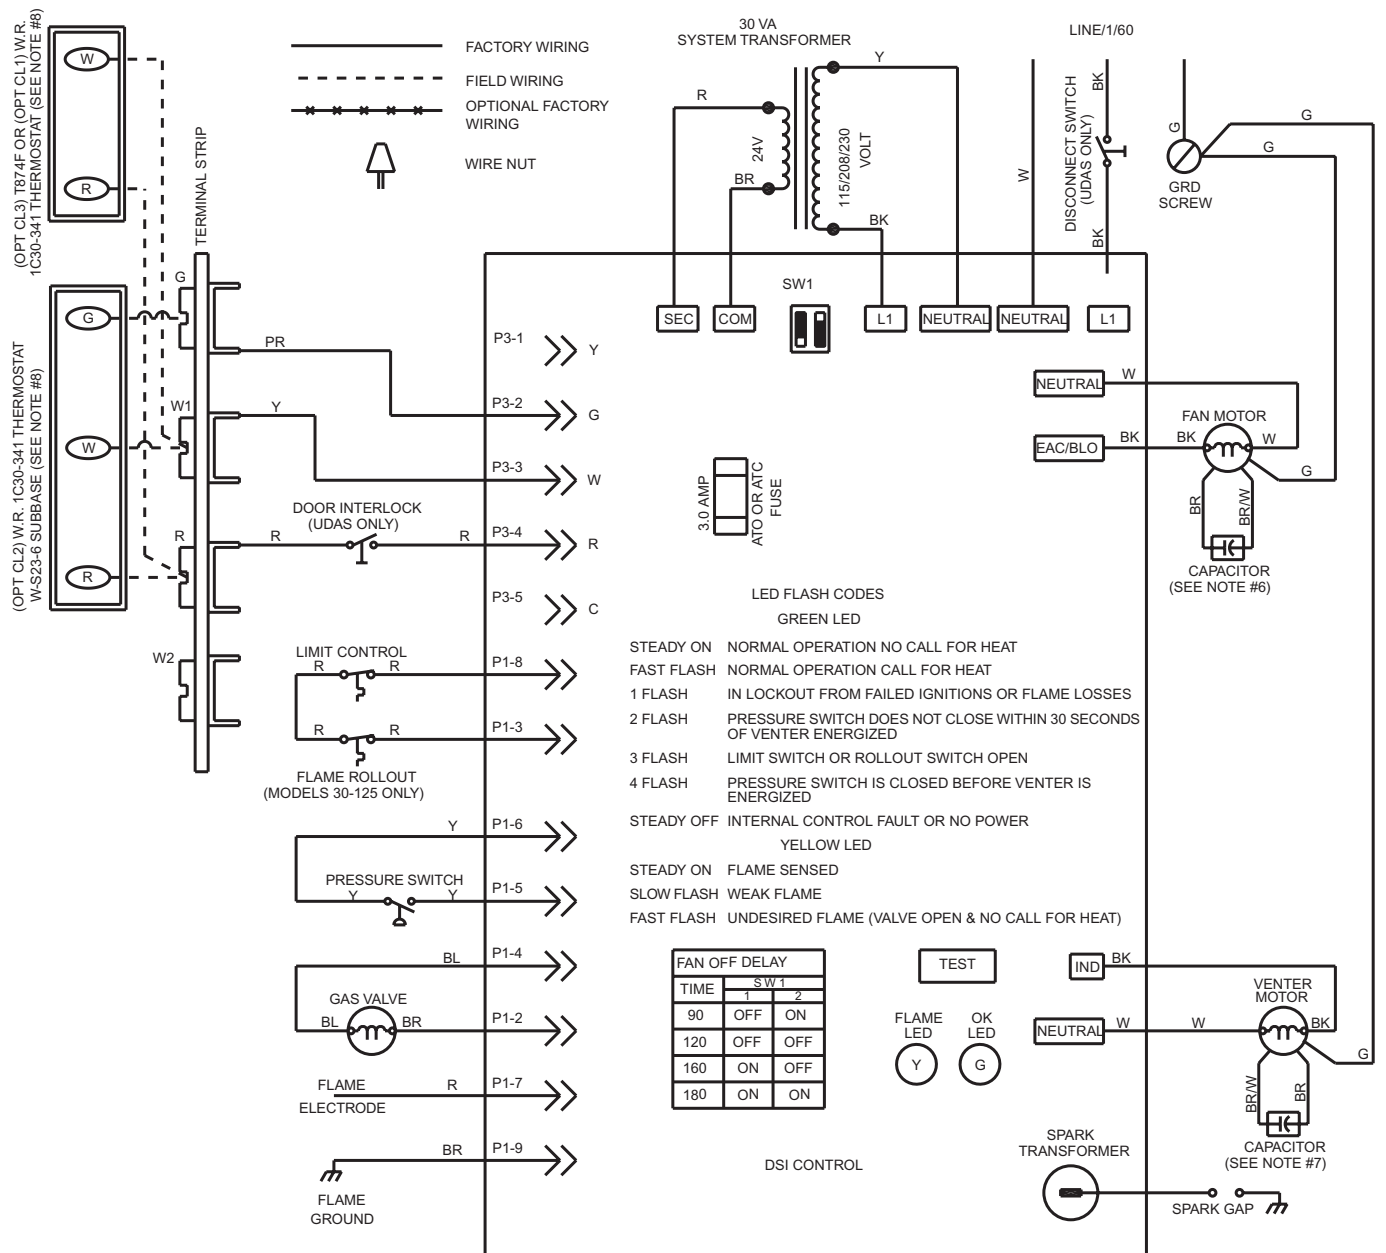 (OPT CL3) T874F OR (OPT CL1) W.R.
1C30-341 THERMOSTAT (SEE NOTE #8)
W
R
(OPT CL2) W.R. 1C30-341 THERMOSTAT
W-S23-6 SUBBASE (SEE NOTE #8)
G
W
R
FACTORY WIRING
FIELD WIRING
OPTIONAL FACTORY
WIRING
WIRE NUT
TERMINAL STRIP
G
W1
R
W2
PR
Y
DOOR INTERLOCK
(UDAS ONLY)
R
R
LIMIT CONTROL
R
R
R
R
FLAME ROLLOUT
(MODELS 30-125 ONLY)
Y
PRESSURE SWITCH
Y
Y
BL
GAS VALVE
BL
BR
FLAME
ELECTRODE
R
BR
FLAME
GROUND
30 VA
SYSTEM TRANSFORMER
R
Y
24V
115/208/230
VOLT
BR
BK
LINE/1/60
W
BK
DISCONNECT SWITCH
(UDAS ONLY)
BK
G
GRD
SCREW
G
G
SEC
COM
SW1
L1
NEUTRAL
NEUTRAL
L1
P3-1
Y
P3-2
G
P3-3
W
P3-4
R
P3-5
C
P1-8
P1-3
P1-6
P1-5
P1-4
P1-2
P1-7
P1-9
3.0 AMP
ATO OR ATC
FUSE
NEUTRAL
W
EAC/BLO
BK
BK
FAN MOTOR
W
G
BR
BR/W
CAPACITOR
(SEE NOTE #6)
LED FLASH CODES
GREEN LED
STEADY ON NORMAL OPERATION NO CALL FOR HEAT
FAST FLASH NORMAL OPERATION CALL FOR HEAT
1 FLASH IN LOCKOUT FROM FAILED IGNITIONS OR FLAME LOSSES
2 FLASH PRESSURE SWITCH DOES NOT CLOSE WITHIN 30 SECONDS
OF VENTER ENERGIZED
3 FLASH LIMIT SWITCH OR ROLLOUT SWITCH OPEN
4 FLASH PRESSURE SWITCH IS CLOSED BEFORE VENTER IS
ENERGIZED
STEADY OFF INTERNAL CONTROL FAULT OR NO POWER
YELLOW LED
STEADY ON FLAME SENSED
SLOW FLASH WEAK FLAME
FAST FLASH UNDESIRED FLAME (VALVE OPEN & NO CALL FOR HEAT)
FAN OFF DELAY
TIME SW1
1 2
90 OFF ON
120 OFF OFF
160 ON OFF
180 ON ON
TEST
FLAME
LED
OK
LED
Y
G
IND
BK
NEUTRAL
W
W
VENTER
MOTOR
BK
G
BR/W
BR
CAPACITOR
(SEE NOTE #7)
DSI CONTROL
SPARK
TRANSFORMER
SPARK GAP